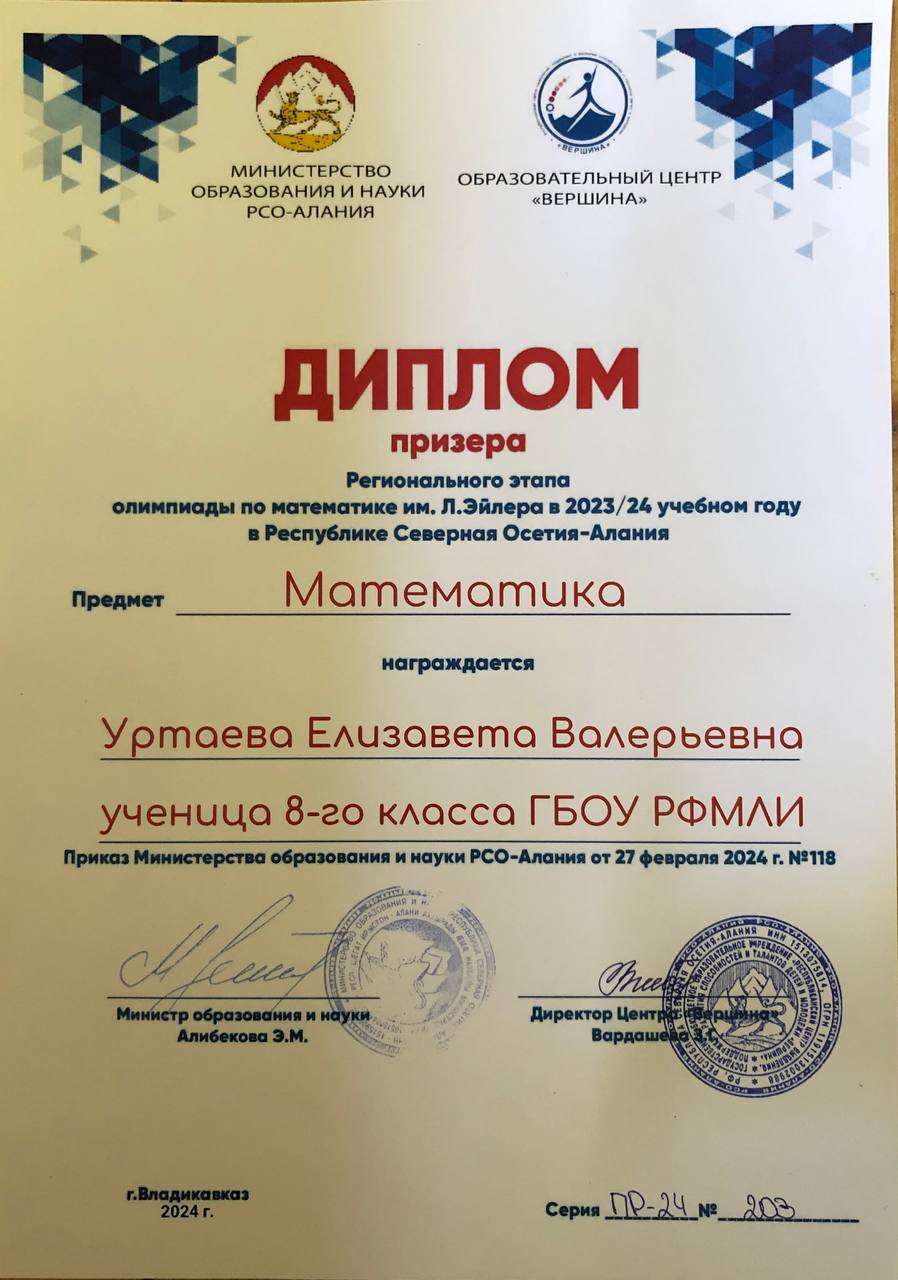 МИНИСТЕРСТВО
ОБРАЗОВАНИЯ И НАУКИ
РСО-АЛАНИЯ
«ВЕРШИНА»
ОБРАЗОВАТЕЛЬНЫЙ ЦЕНТР
«ВЕРШИНА»
ДИПЛОМ
призера
Регионального этапа
олимпиады по математике им. Л.Эйлера в 2023/24 учебном году
в Республике Северная Осетия-Алания
Предмет Математика
награждается
Уртаева Елизавета Валерьевна
ученица 8-го класса ГБОУ РФМЛИ
Приказ Министерства образования и науки РСО-Алания от 27 февраля 2024 г. №118
Министр образования и науки
Алибекова Э.М.
Директор Центра «Вершина»
Вардашева
г.Владикавказ
2024 г.
Серия ПР-24 № 203